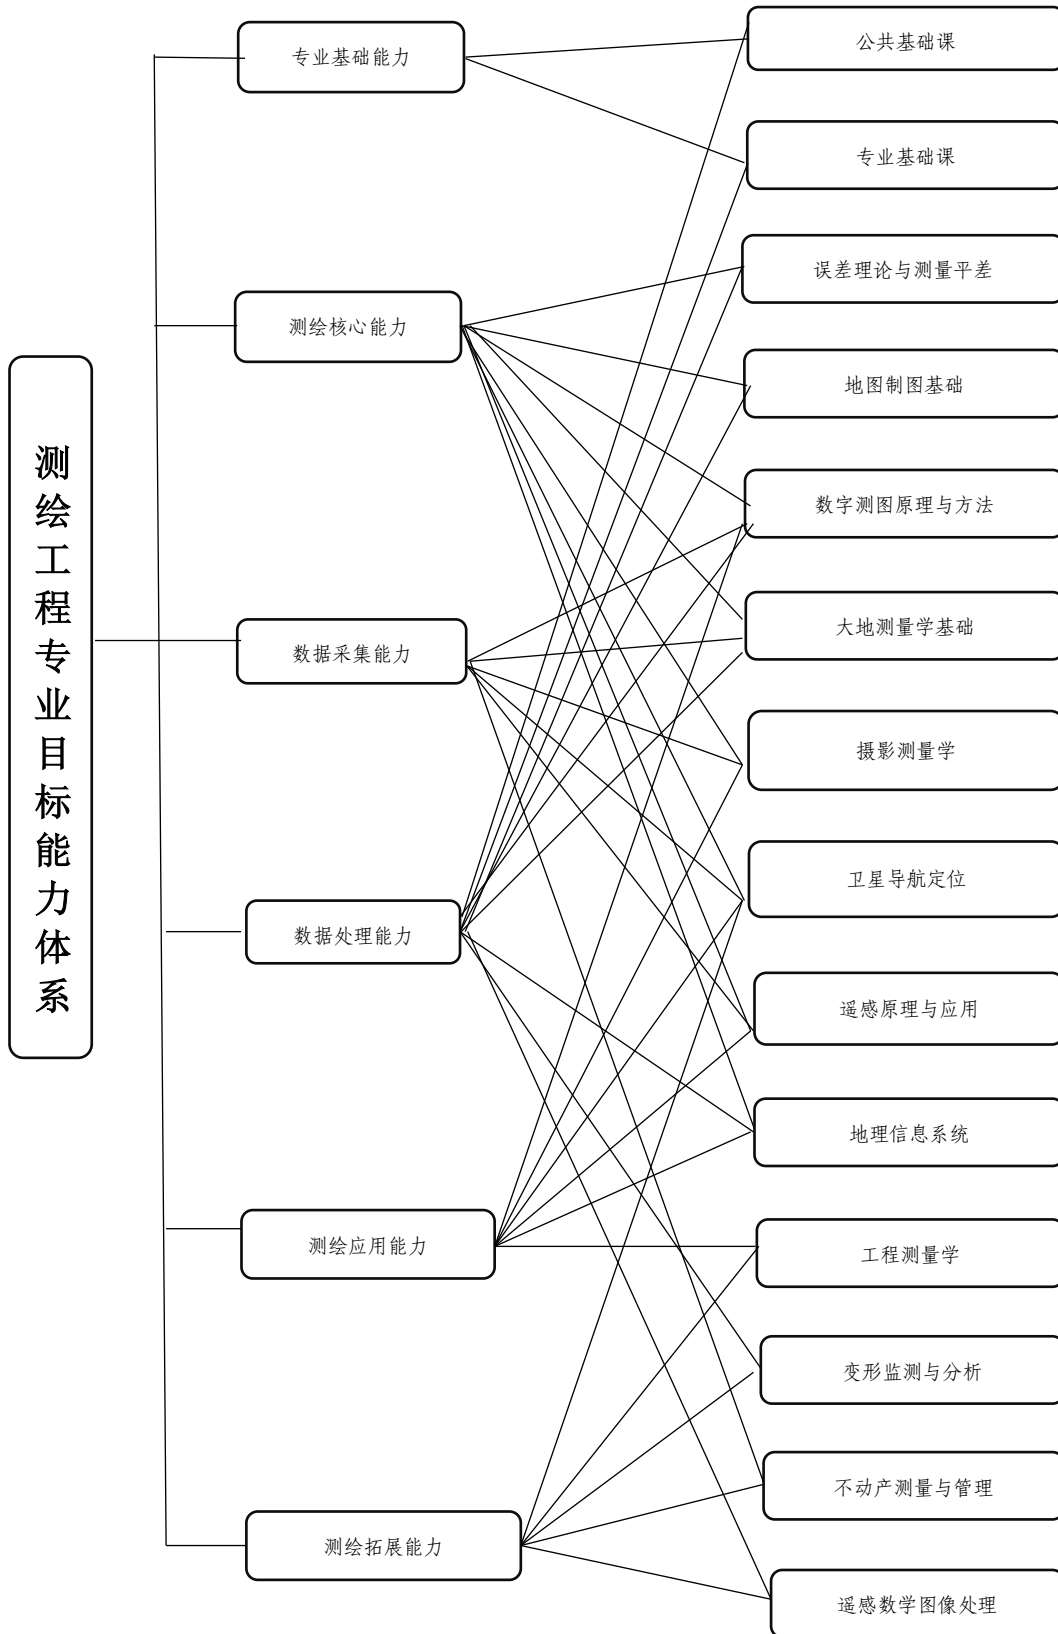 测绘工程专业目标能力体系
专业基础能力
测绘核心能力
数据采集能力
数据处理能力
测绘应用能力
测绘拓展能力
公共基础课
专业基础课
误差理论与测量平差
地图制图基础
数字测图原理与方法
大地测量学基础
摄影测量学
卫星导航定位
遥感原理与应用
地理信息系统
工程测量学
变形监测与分析
不动产测量与管理
遥感数学图像处理